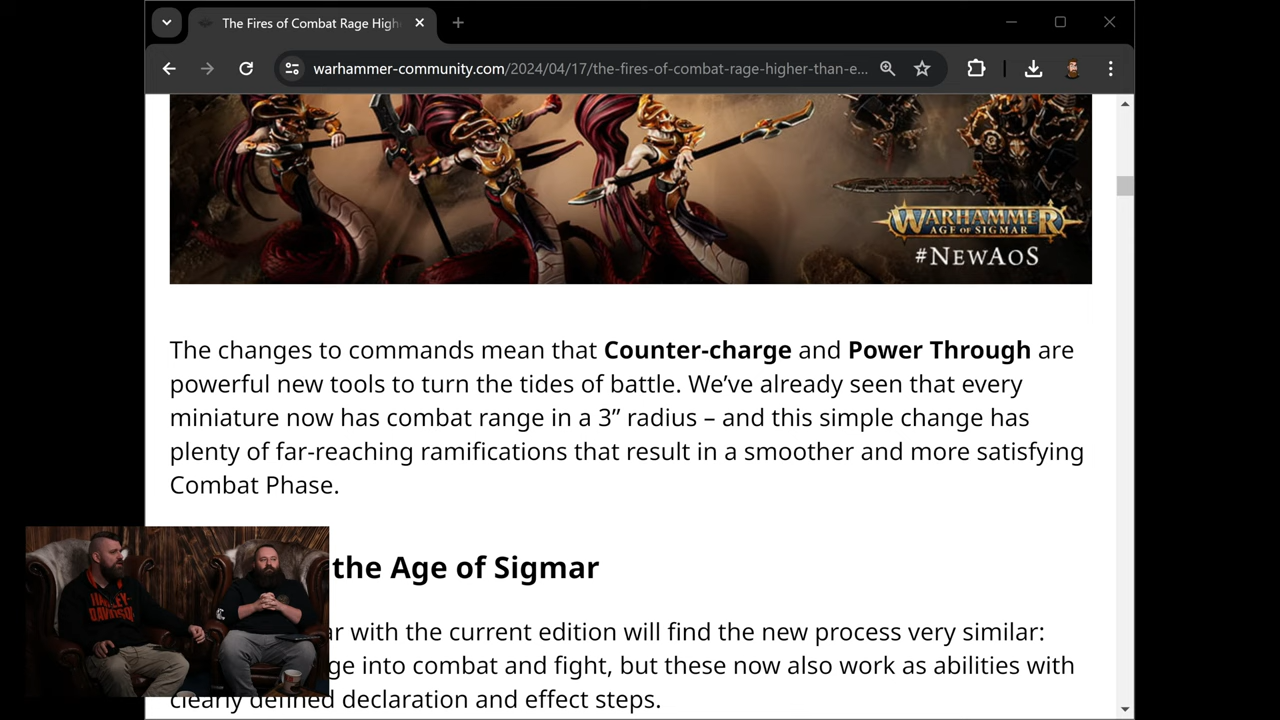 The Fires of Combat Rage High
warhammer-community.com/2024/04/17/the-fires-of-combat-rage-higher-than-e...
WARHAMMER
AGE OF SIGMAR
#NEWAOS
The changes to commands mean that Counter-charge and Power Through are
powerful new tools to turn the tides of battle. We’ve already seen that every
miniature now has combat range in a 3” radius – and this simple change has
plenty of far-reaching ramifications that result in a smoother and more satisfying
Combat Phase.
the Age of Sigmar
with the current edition will find the new process very similar:
into combat and fight, but these now also work as abilities with
clearly defined declaration and effect steps.
HARLEY-
DAVIDSON